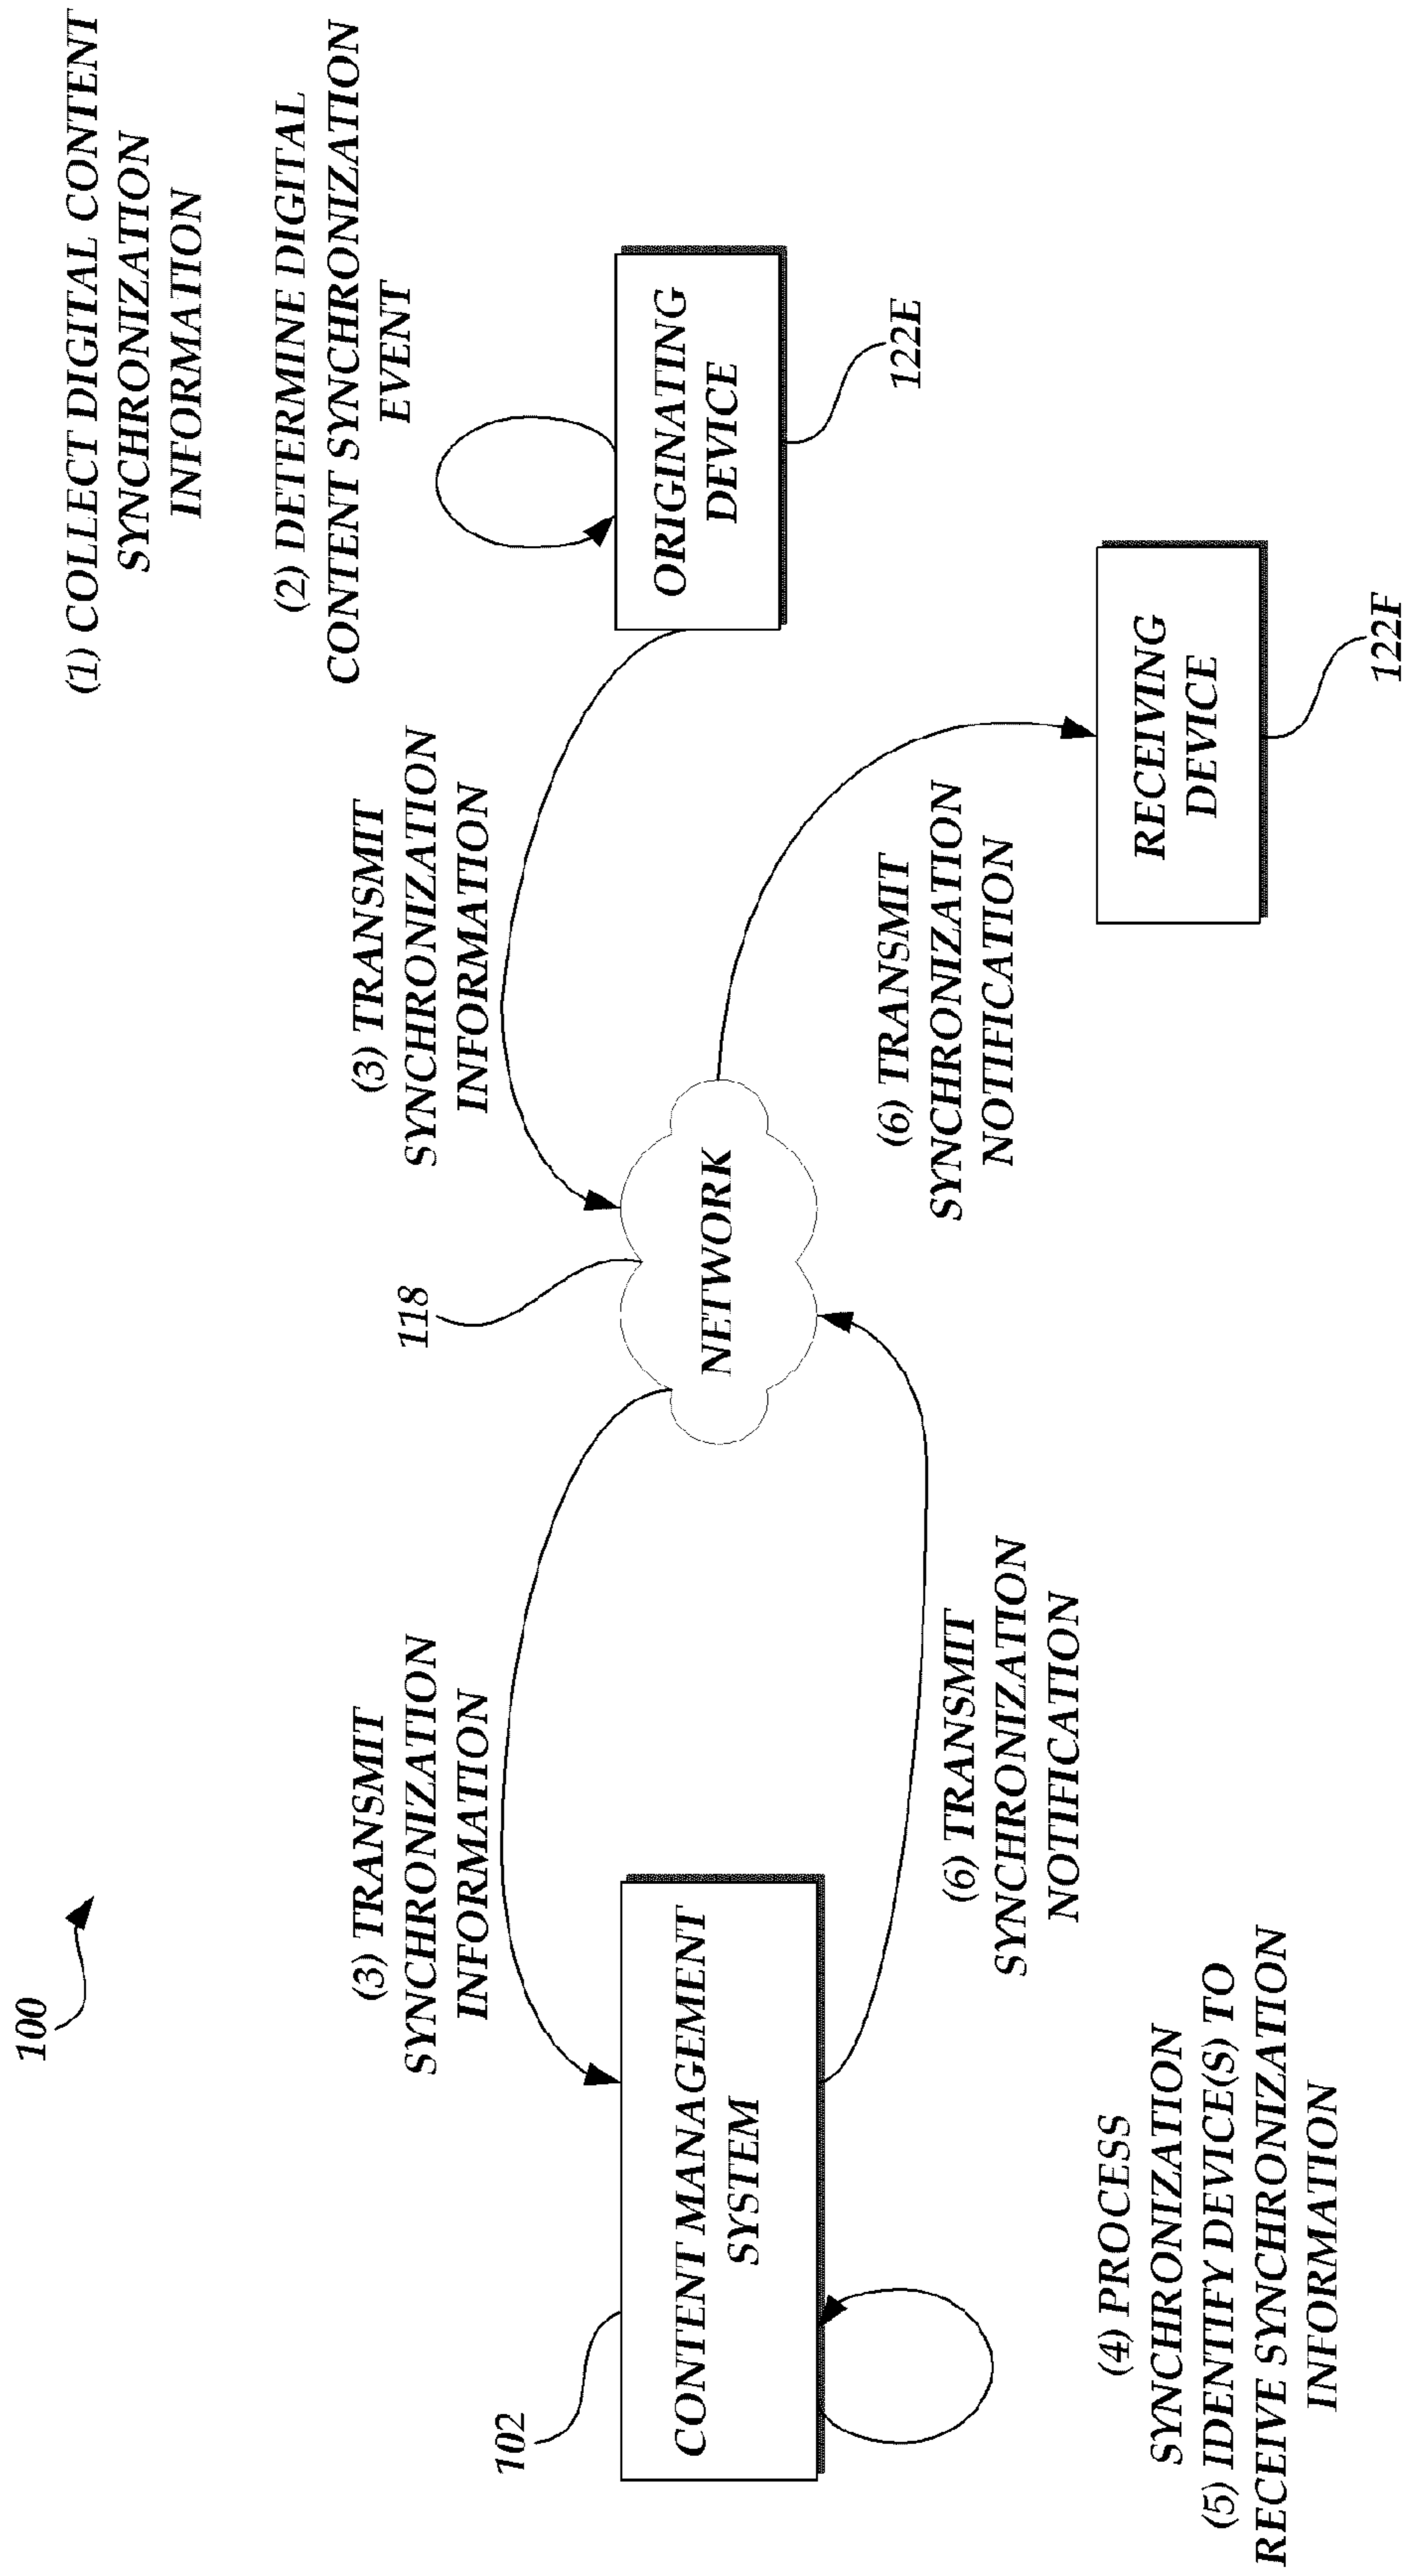 100
(1) COLLECT DIGITAL CONTENT
SYNCHRONIZATION
INFORMATION
(2) DETERMINE DIGITAL
CONTENT SYNCHRONIZATION
EVENT
(3) TRANSMIT
SYNCHRONIZATION
INFORMATION
(3) TRANSMIT
SYNCHRONIZATION
INFORMATION
102
118
CONTENT MANAGEMENT
SYSTEM
NETWORK
ORIGINATING
DEVICE
122E
(6) TRANSMIT
SYNCHRONIZATION
NOTIFICATION
(6) TRANSMIT
SYNCHRONIZATION
NOTIFICATION
RECEIVING
DEVICE
122F
(4) PROCESS
SYNCHRONIZATION
(5) IDENTIFY DEVICE(S) TO
RECEIVE SYNCHRONIZATION
INFORMATION